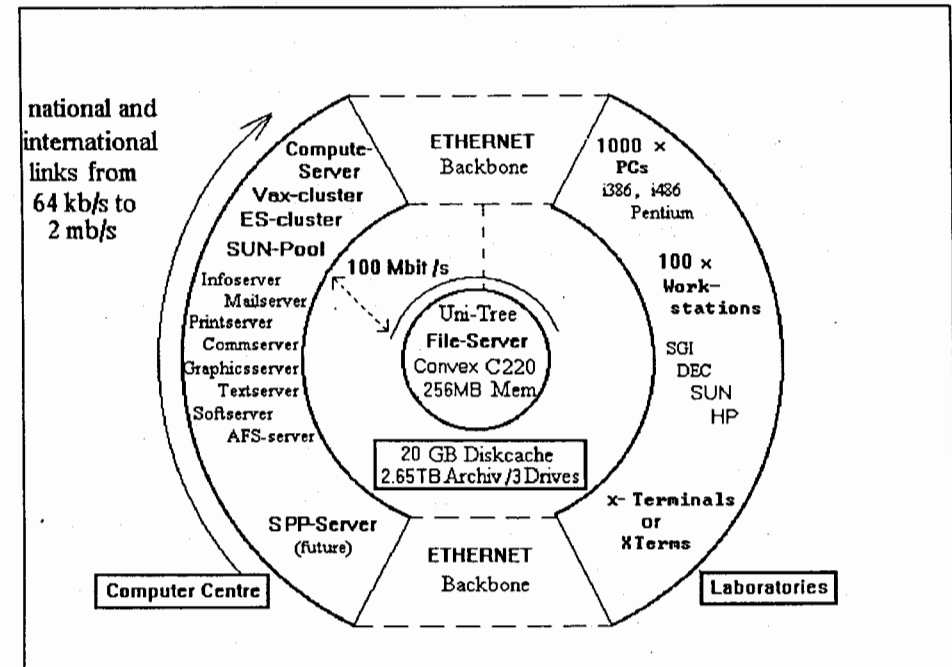 national and
international
links from
64 kb/s to
2 mb/s
Compute-
Server
Vax-cluster
ES-cluster
SUN-Pool
Infoserver
Mailserver
Printserver
Commserver
Graphicsserver
Textserver
Softserver
AFS-server
SPP-Server
(future)
Computer Centre
ETHERNET
Backbone
100 Mbit/s
Uni-Tree
File-Server
Convex C220
256MB Mem
20 GB Diskcache
2.65TB Archiv/3 Drives
ETHERNET
Backbone
1000 x
PCs
i386, i486
Pentium
100 x
Work-
stations
SGI
DEC
SUN
HP
x-Terminals
or
XTerms
Laboratories